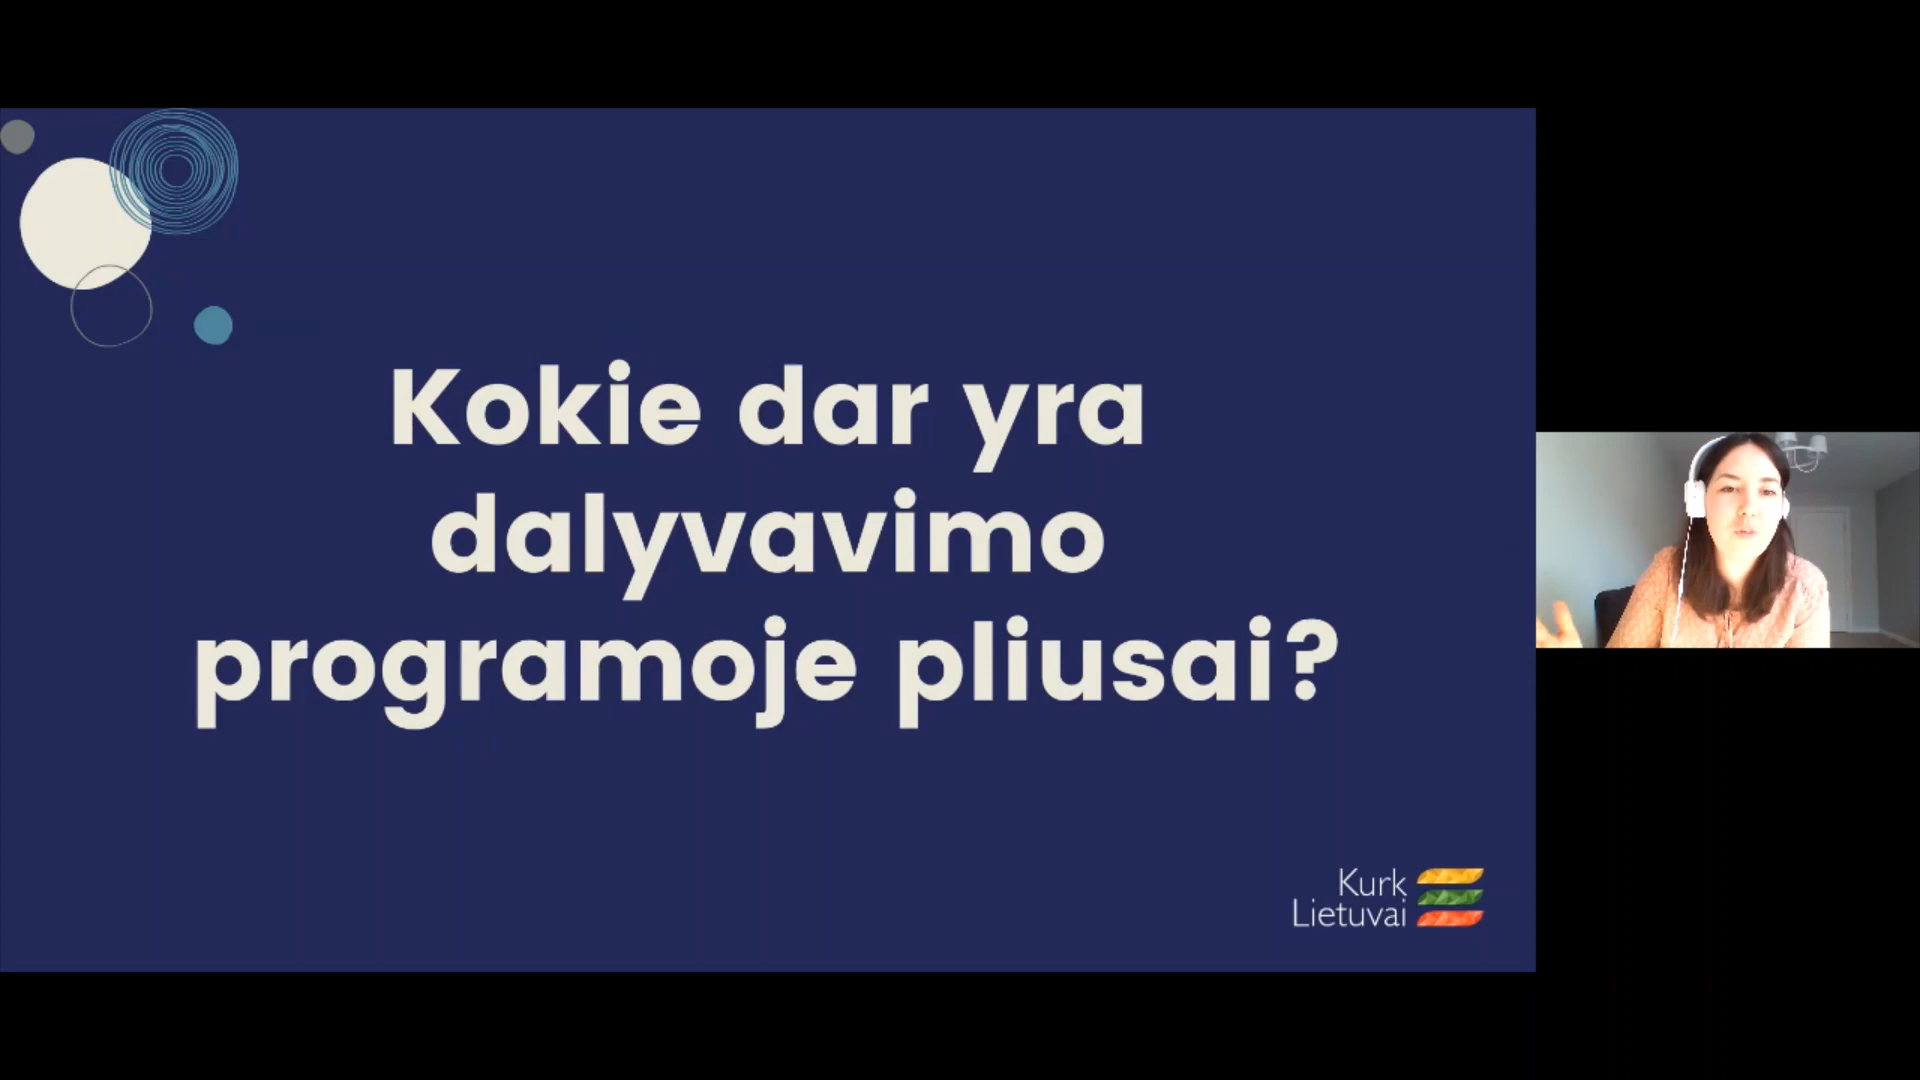 Kokie dar yra
dalyvavimo
programoje pliusai?
Kurk
Lietuvai